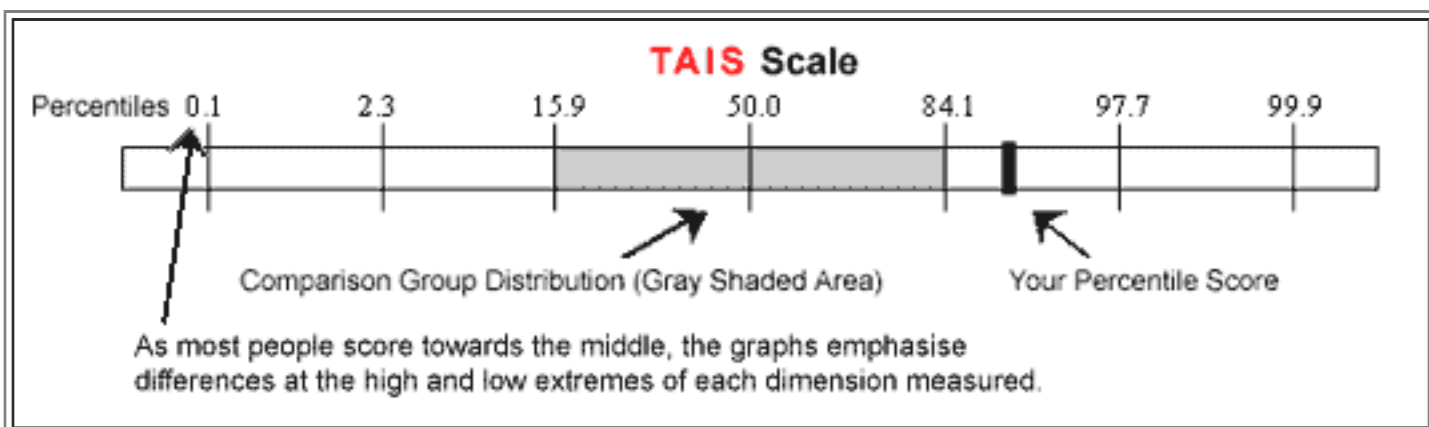 TAIS Scale
Percentiles 0.1 2.3 15.9 50.0 84.1 97.7 99.9
Comparison Group Distribution (Gray Shaded Area) Your Percentile Score
As most people score towards the middle, the graphs emphasise
differences at the high and low extremes of each dimension measured.